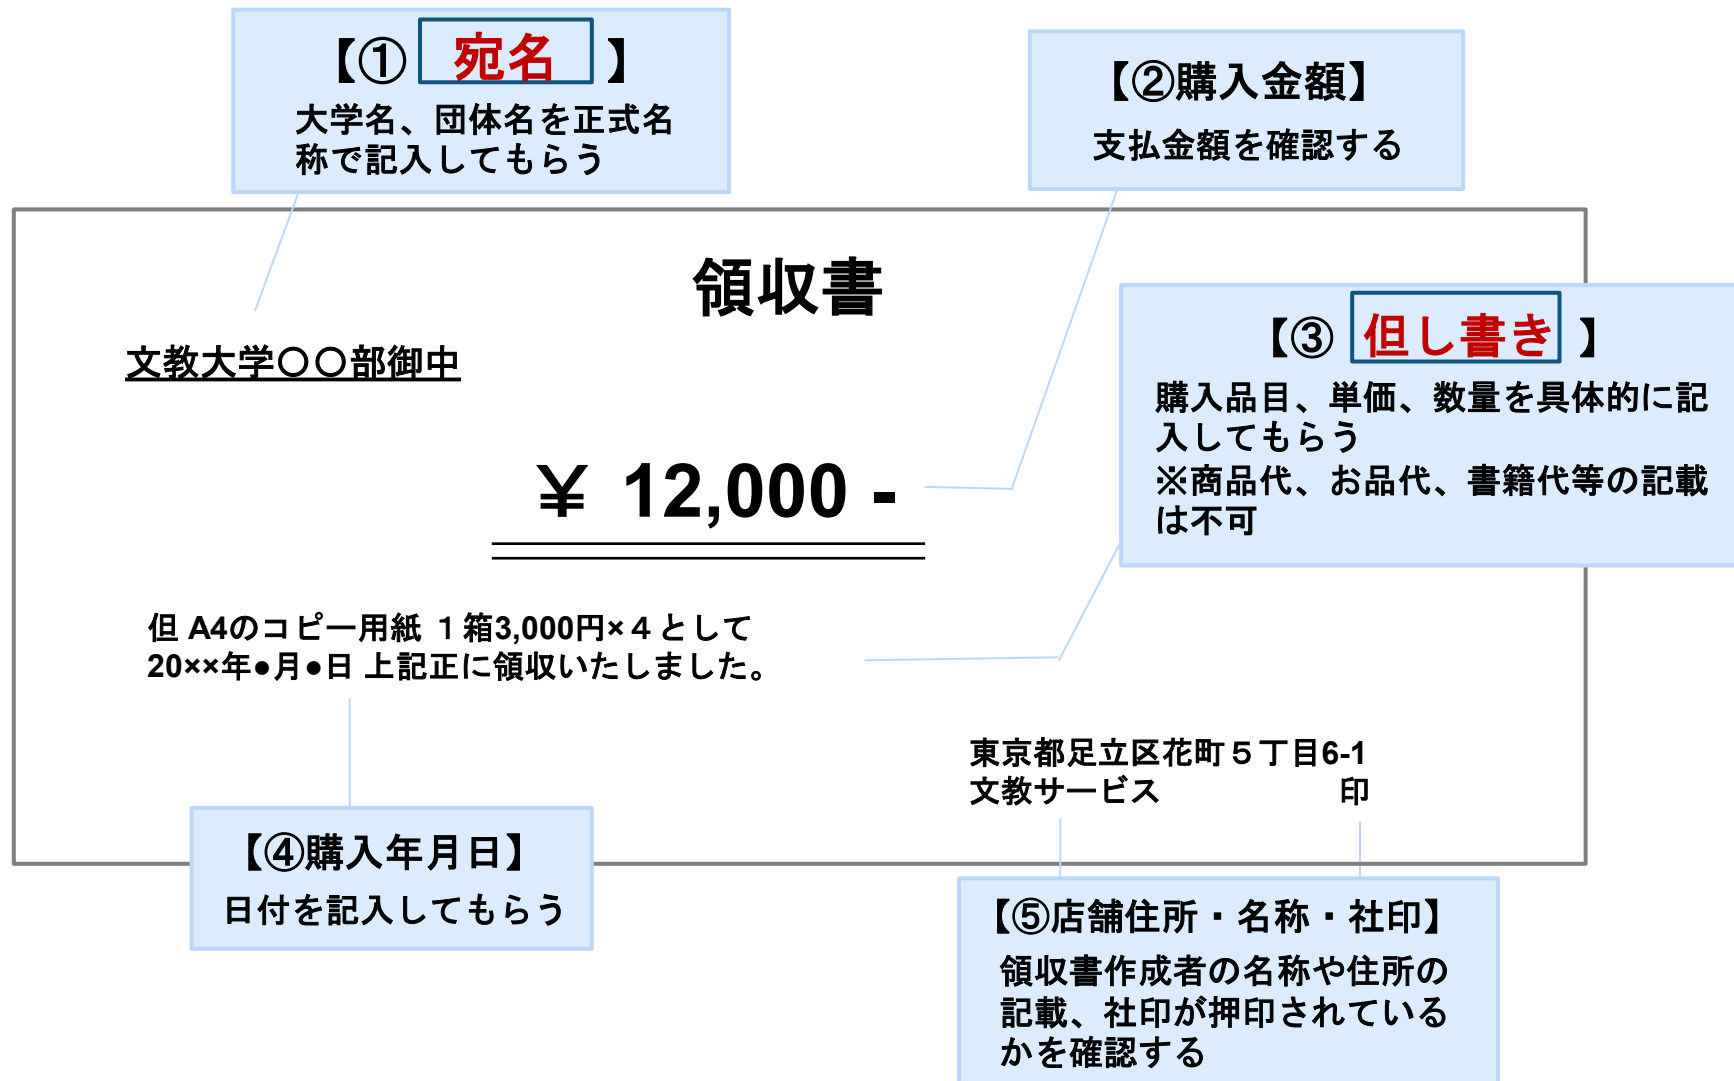 【① 宛名 】
大学名、団体名を正式名
称で記入してもらう
【②購入金額】
支払金額を確認する
領収書
文教大学〇〇部御中
【③ 但し書き 】
購入品目、単価、数量を具体的に記
入してもらう
※商品代、お品代、書籍代等の記載
は不可
￥ 12,000 -
但 A4のコピー用紙 １箱3,000円×４として
20××年●月●日 上記正に領収いたしました。
東京都足立区花町５丁目6-1
文教サービス 印
【④購入年月日】
日付を記入してもらう
【⑤店舗住所・名称・社印】
領収書作成者の名称や住所の
記載、社印が押印されている
かを確認する